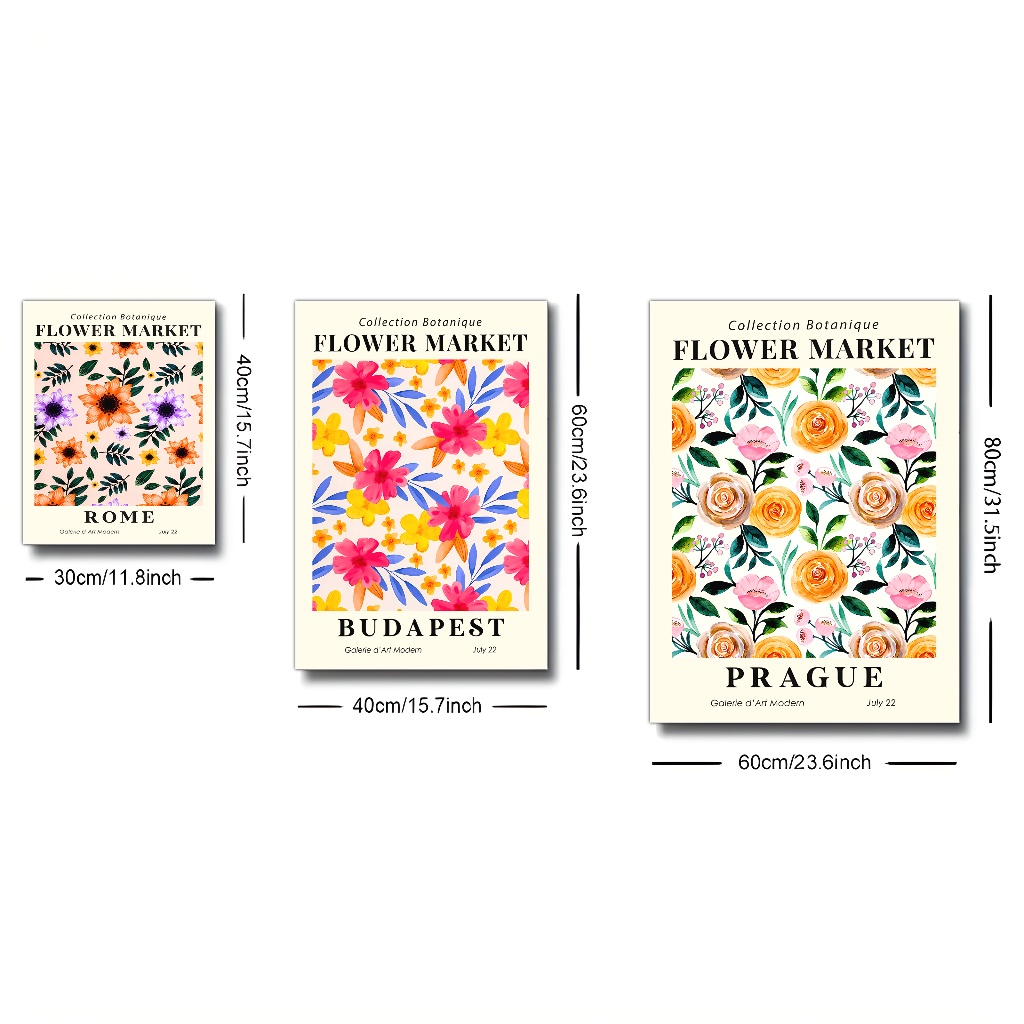 Collection Botanique
FLOWER MARKET
ROME
Galerie d'Art Modern July 22
40cm/15.7inch
30cm/11.8inch
Collection Botanique
FLOWER MARKET
BUDAPEST
Galerie d'Art Modern July 22
60cm/23.6inch
40cm/15.7inch
Collection Botanique
FLOWER MARKET
PRAGUE
Galerie d'Art Modern July 22
80cm/31.5inch
60cm/23.6inch